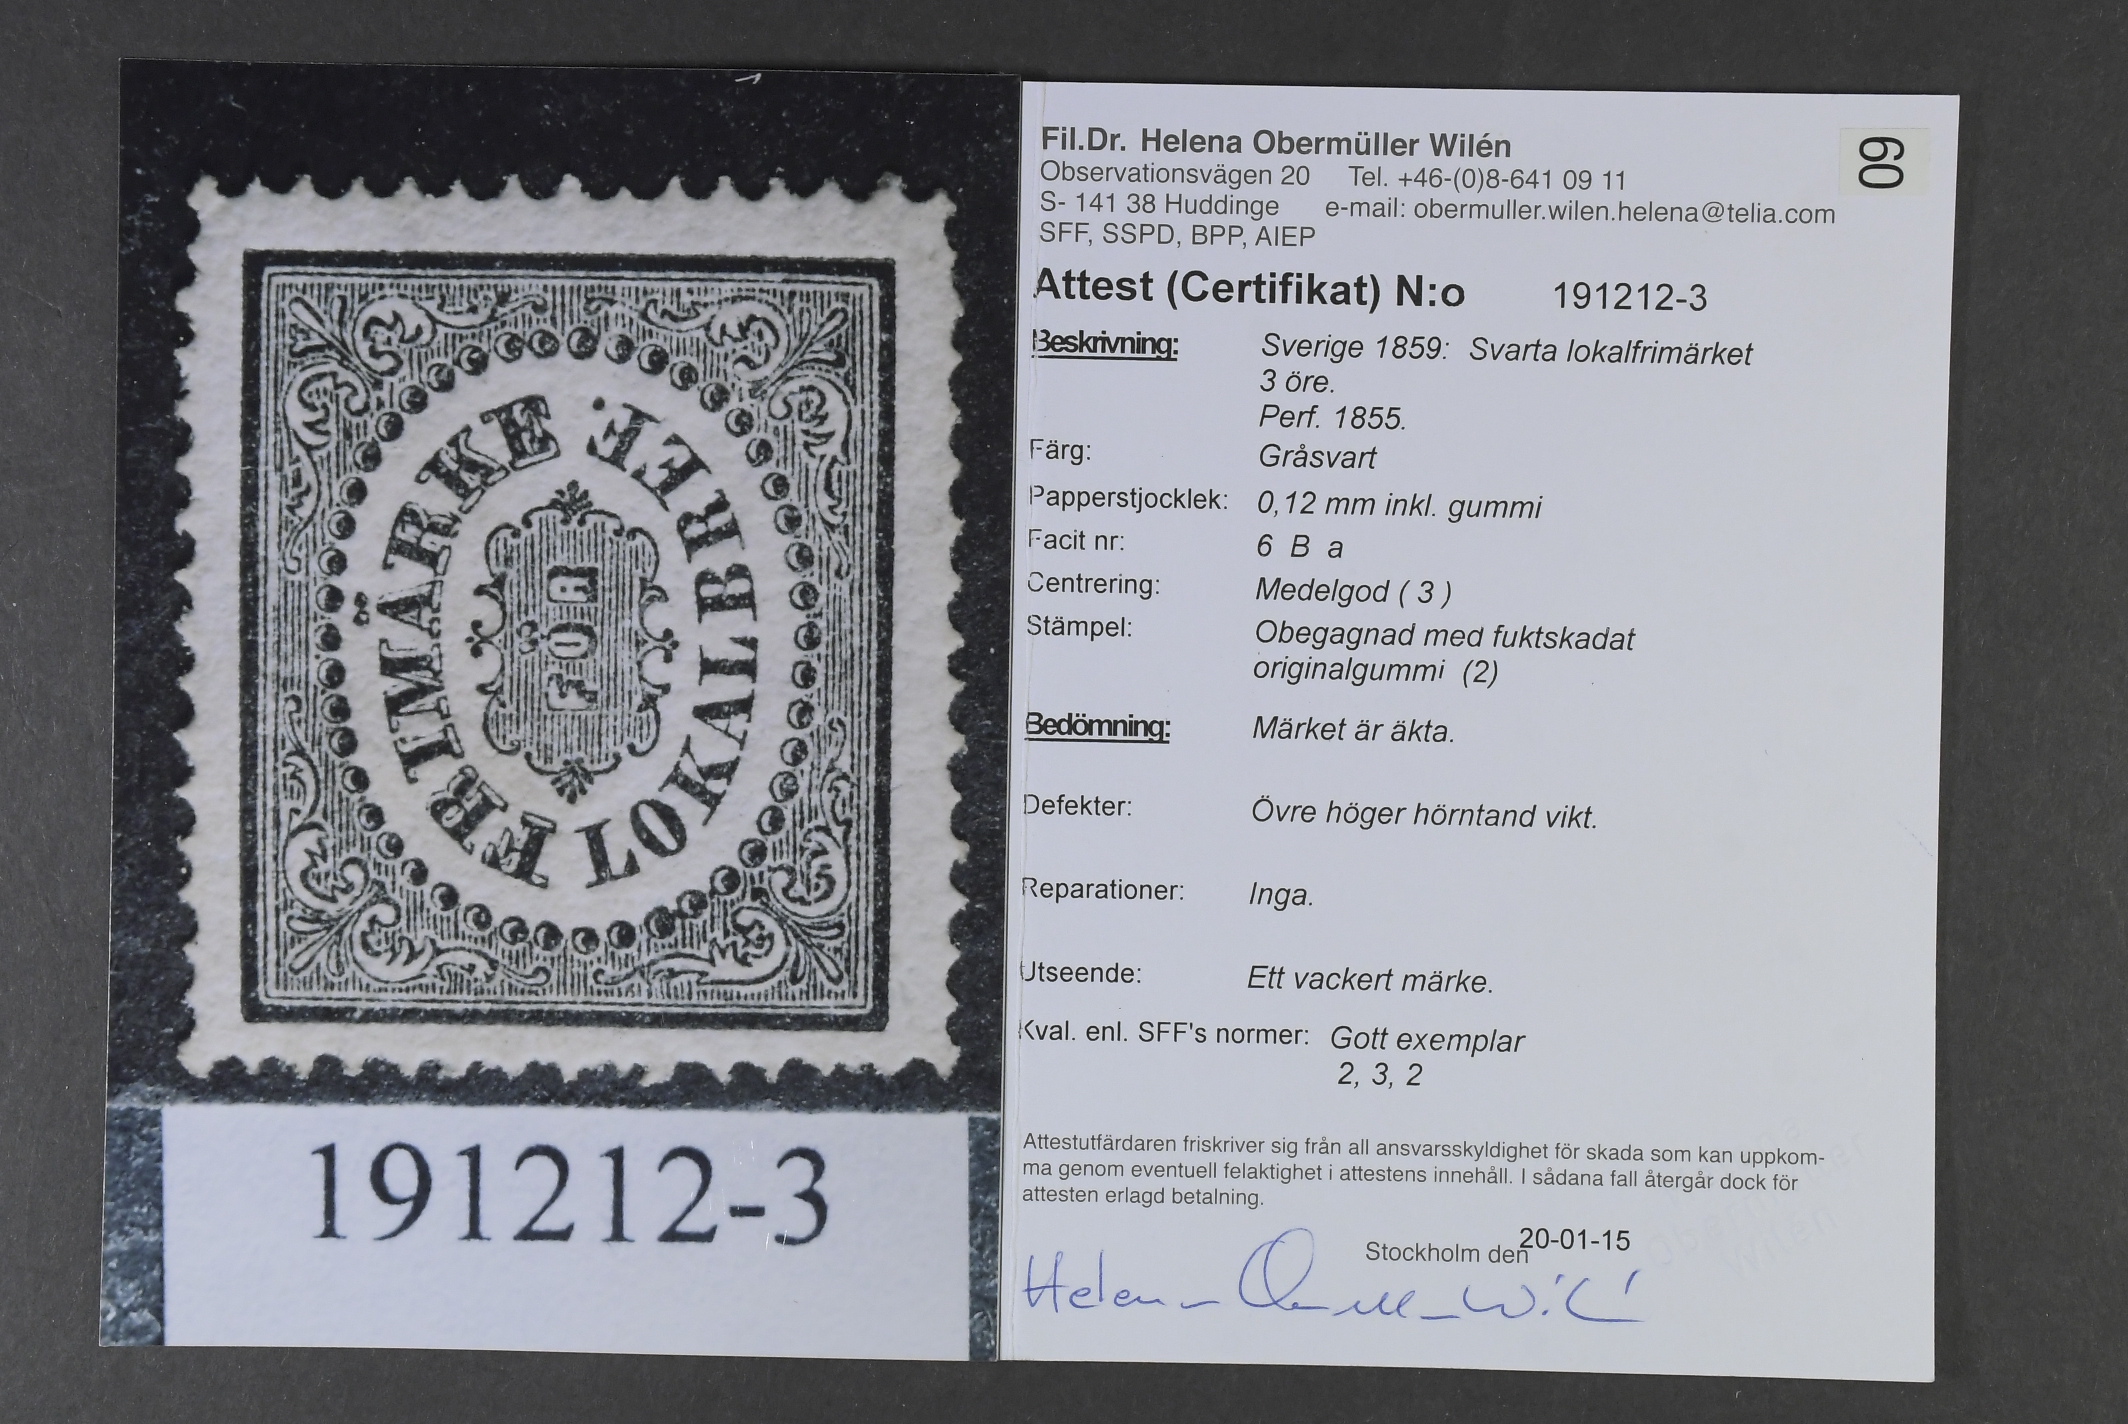 FRIMÄRKE
FÖR
LOKALBREF.
191212-3
Fil.Dr. Helena Obermüller Wilén
Observationsvägen 20 Tel. +46-(0)8-641 09 11
S- 141 38 Huddinge e-mail: obermuller.wilen.helena@telia.com
SFF, SSPD, BPP, AIEP
09
Attest (Certifikat) N:o 191212-3
Beskrivning: Sverige 1859: Svarta lokalfrimärket
3 öre.
Perf. 1855.
Färg: Gråsvart
Papperstjocklek: 0,12 mm inkl. gummi
Facit nr: 6 B a
Centrering: Medelgod ( 3 )
Stämpel: Obegagnad med fuktskadat
originalgummi (2)
Bedömning: Märket är äkta.
Defekter: Övre höger hörntand vikt.
Reparationer: Inga.
Utseende: Ett vackert märke.
Kval. enl. SFF's normer: Gott exemplar
2, 3, 2
Attestutfärdaren friskriver sig från all ansvarsskyldighet för skada som kan uppkom-
ma genom eventuell felaktighet i attestens innehåll. I sådana fall återgår dock för
attesten erlagd betalning.
Stockholm den 20-01-15
Helena Obermüller Wilén